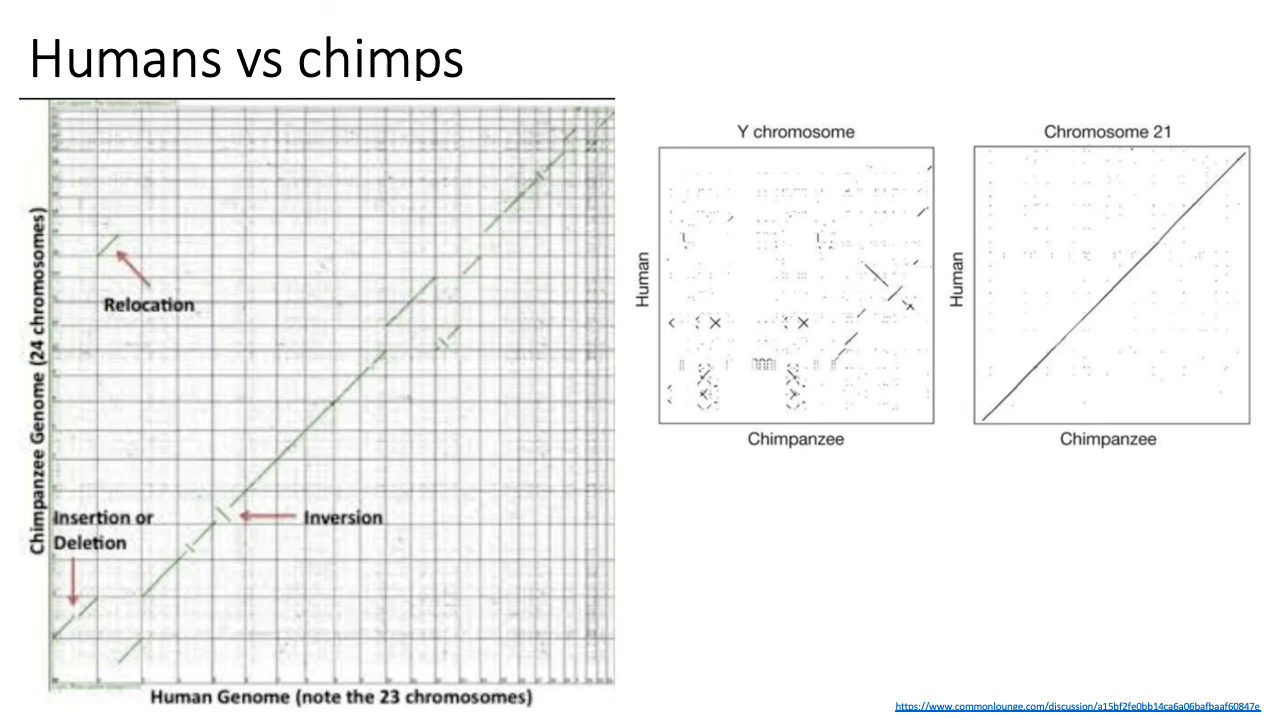 Humans vs chimps
Chimpanzee Genome (24 chromosomes)
Relocation
Insertion or
Deletion
Inversion
Human Genome (note the 23 chromosomes)
Y chromosome
Human
Chimpanzee
Chromosome 21
Human
Chimpanzee
https://www.commonlounge.com/discussion/a15bf2fe0bb14ca6a06bafbaaf60847e